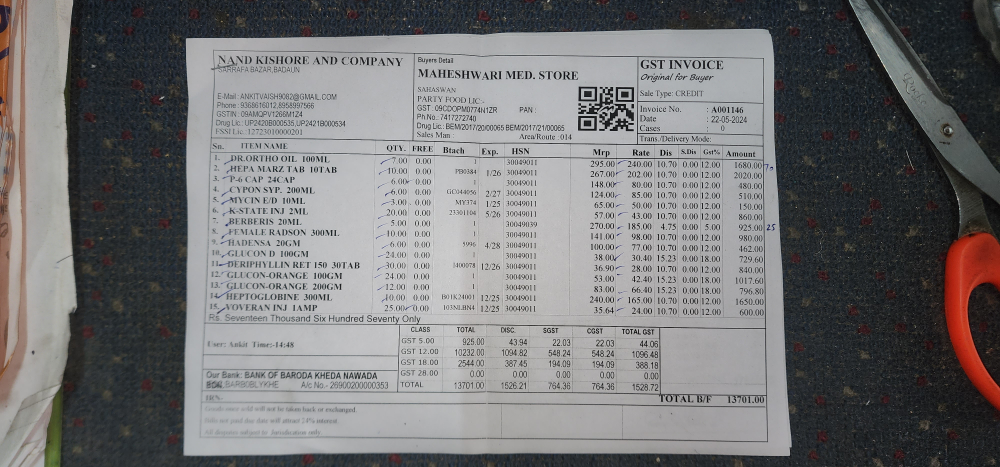 NAND KISHORE AND COMPANY
SARRAFA BAZAR,BADAUN
E-Mail : ANKITVAISH9082@GMAIL.COM
Phone : 9368616012,8958997566
GSTIN : 09AMQPV1266M1Z4
Drug Lic.: UP2420B000535,UP2421B000534
FSSI Lic. : 12723010000201
Buyers Detail
MAHESHWARI MED. STORE
SAHASWAN
PARTY FOOD LIC -
GST : 09CDOPM0774N1ZR PAN :
Ph No.: 7417272740
Drug Lic.: BEM/2017/20/00065 BEM/2017/21/00065
Sales Man Area/Route :014
GST INVOICE
Original for Buyer
Sale Type: CREDIT
Invoice No. : A001146
Date : 22-05-2024
Cases : 0
Trans./Delivery Mode:
Sn. ITEM NAME QTY. FREE Btach Exp. HSN Mrp Rate Dis S.Dis Gst% Amount
1. DR.ORTHO OIL 100ML 7.00 0.00 30049011 295.00 240.00 10.70 0.00 12.00 1680.00
2. HEPA MARZ TAB 10TAB 10.00 0.00 PB0384 1/26 30049011 267.00 202.00 10.70 0.00 12.00 2020.00
3. P-6 CAP 24CAP 6.00 0.00 30049011 148.00 80.00 10.70 0.00 12.00 480.00
4. CYPON SYP. 200ML 6.00 0.00 GC044056 2/27 30049011 124.00 85.00 10.70 0.00 12.00 510.00
5. MYCIN E/D 10ML 3.00 0.00 MY374 1/25 30049011 65.00 50.00 10.70 0.00 12.00 150.00
6. K-STATE INJ 2ML 20.00 0.00 23301104 5/26 30049011 57.00 43.00 10.70 0.00 12.00 860.00
7. BERBERIS 20ML 5.00 0.00 30049039 270.00 185.00 4.75 0.00 5.00 925.00 25
8. FEMALE RADSON 300ML 10.00 0.00 30049011 141.00 98.00 10.70 0.00 12.00 980.00
9. HADENSA 20GM 6.00 0.00 5996 4/28 30049011 100.00 77.00 10.70 0.00 12.00 462.00
10. GLUCON D 100GM 24.00 0.00 30049011 38.00 30.40 15.23 0.00 18.00 729.60
11. DERIPHYLLIN RET 150 30TAB 30.00 0.00 12/26 30049011 36.90 28.00 10.70 0.00 12.00 840.00
12. GLUCON-ORANGE 100GM 24.00 0.00 30049011 53.00 42.40 15.23 0.00 18.00 1017.60
13. GLUCON-ORANGE 200GM 12.00 0.00 30049011 83.00 66.40 15.23 0.00 18.00 796.80
14. HEPTOGLOBINE 300ML 10.00 0.00 B01K24001 12/25 30049011 240.00 165.00 10.70 0.00 12.00 1650.00
15. VOVERAN INJ 1AMP 25.00 0.00 103NLBN4 12/25 30049011 35.64 24.00 10.70 0.00 12.00 600.00
Rs. Seventeen Thousand Six Hundred Seventy Only
CLASS TOTAL DISC. SGST CGST TOTAL GST
GST 5.00 925.00 43.94 22.03 22.03 44.06
GST 12.00 10232.00 1094.82 548.24 548.24 1096.48
GST 18.00 2544.00 387.45 194.09 194.09 388.18
GST 28.00 0.00 0.00 0.00 0.00 0.00
TOTAL 13701.00 1526.21 764.36 764.36 1528.72
User: Ankit Time:-14:48
Our Bank: BANK OF BARODA KHEDA NAWADA
BARB0BLYKHE A/c No.- 26900200000353
IRN-
TOTAL B/F 13701.00
Goods once sold will not be taken back or exchanged.
Bills not paid due date will attract 24% interest.
All disputes subject to Jurisdication only.